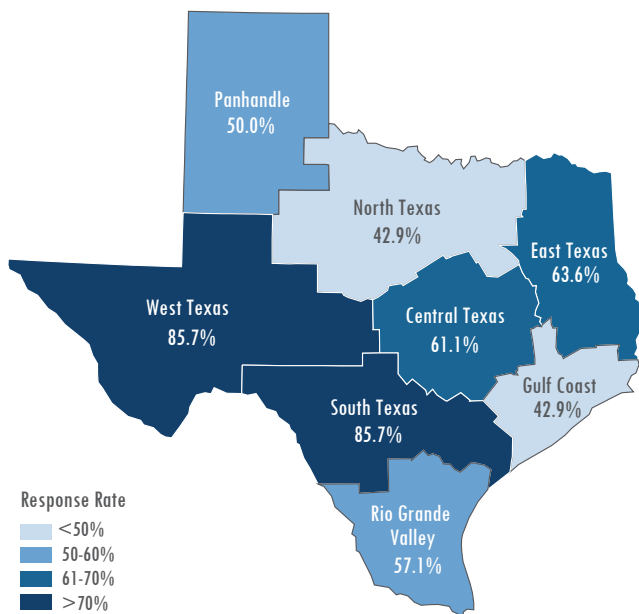 Panhandle
50.0%
North Texas
42.9%
East Texas
63.6%
West Texas
85.7%
Central Texas
61.1%
Gulf Coast
42.9%
South Texas
85.7%
Rio Grande
Valley
57.1%
Response Rate
<50%
50-60%
61-70%
>70%